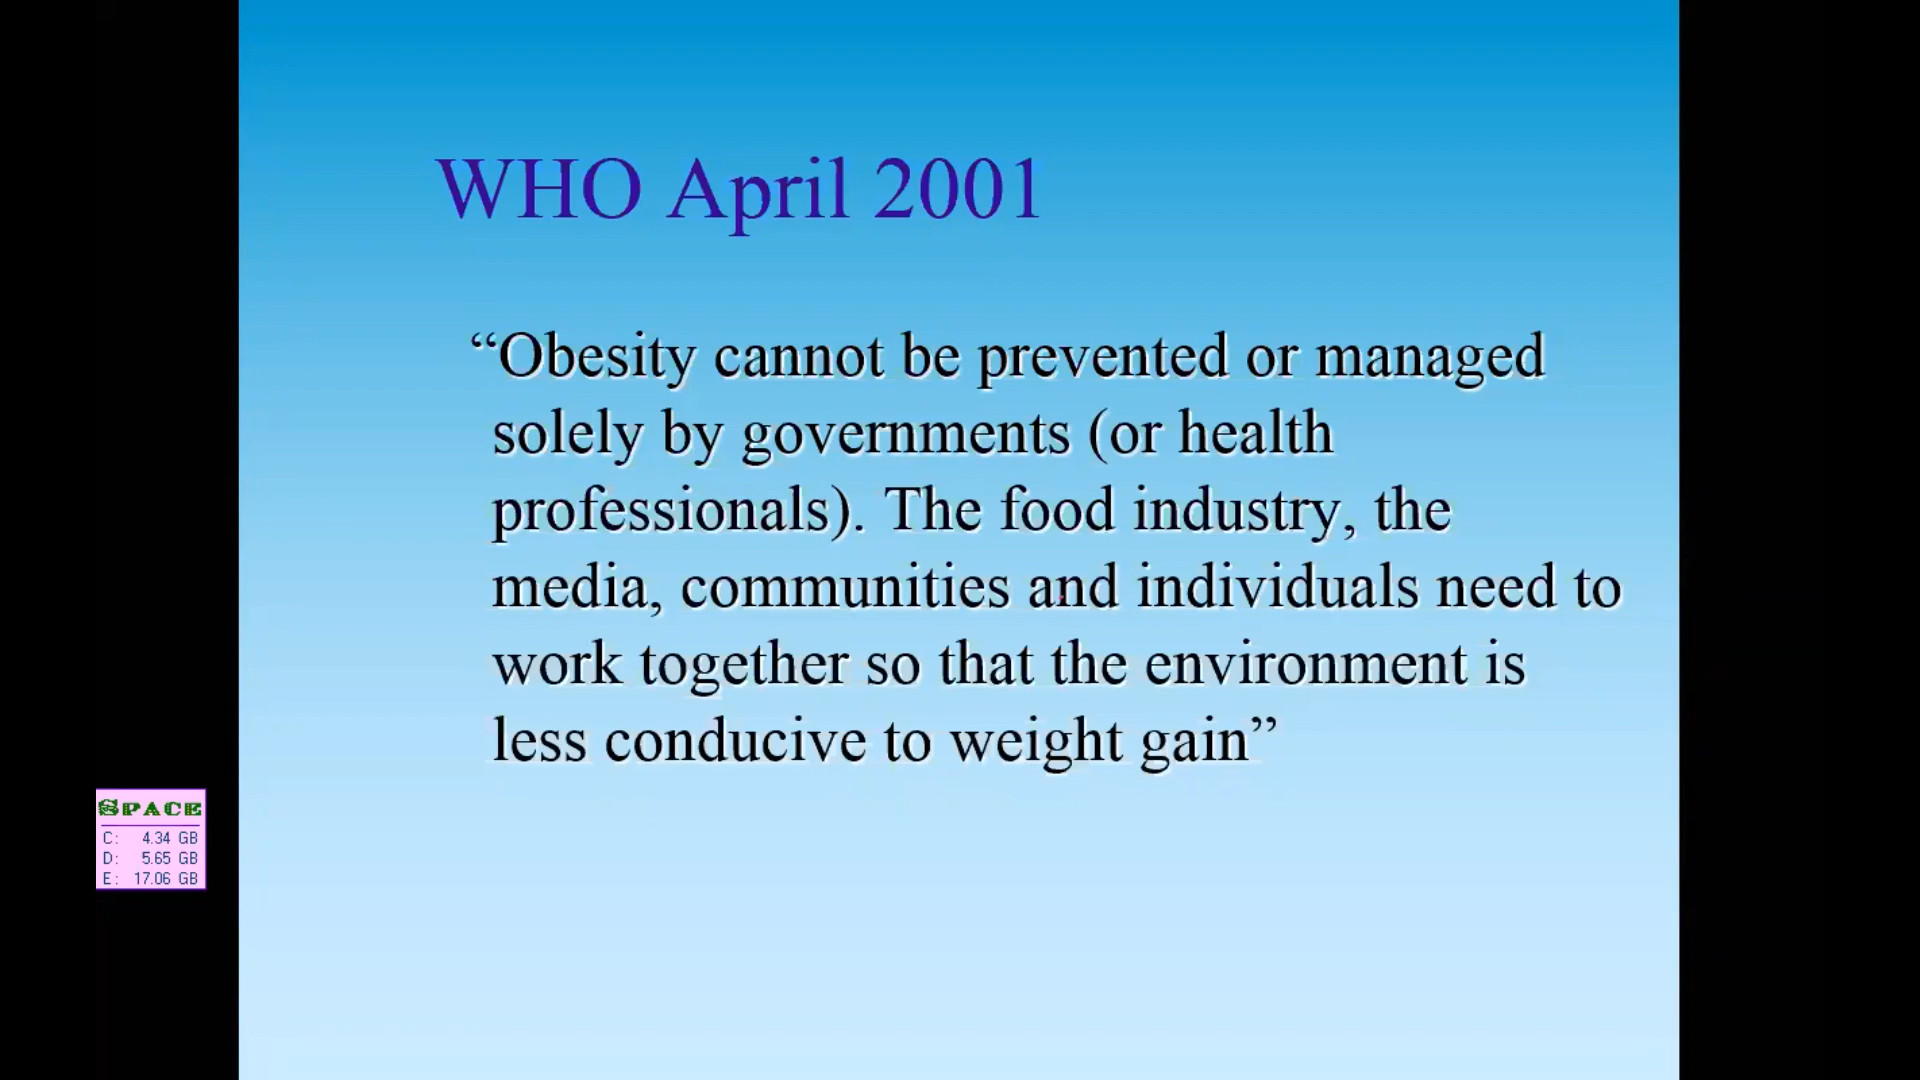 WHO April 2001
“Obesity cannot be prevented or managed
solely by governments (or health
professionals). The food industry, the
media, communities and individuals need to
work together so that the environment is
less conducive to weight gain”
SPACE
C: 4.34 GB
D: 5.65 GB
E: 17.06 GB